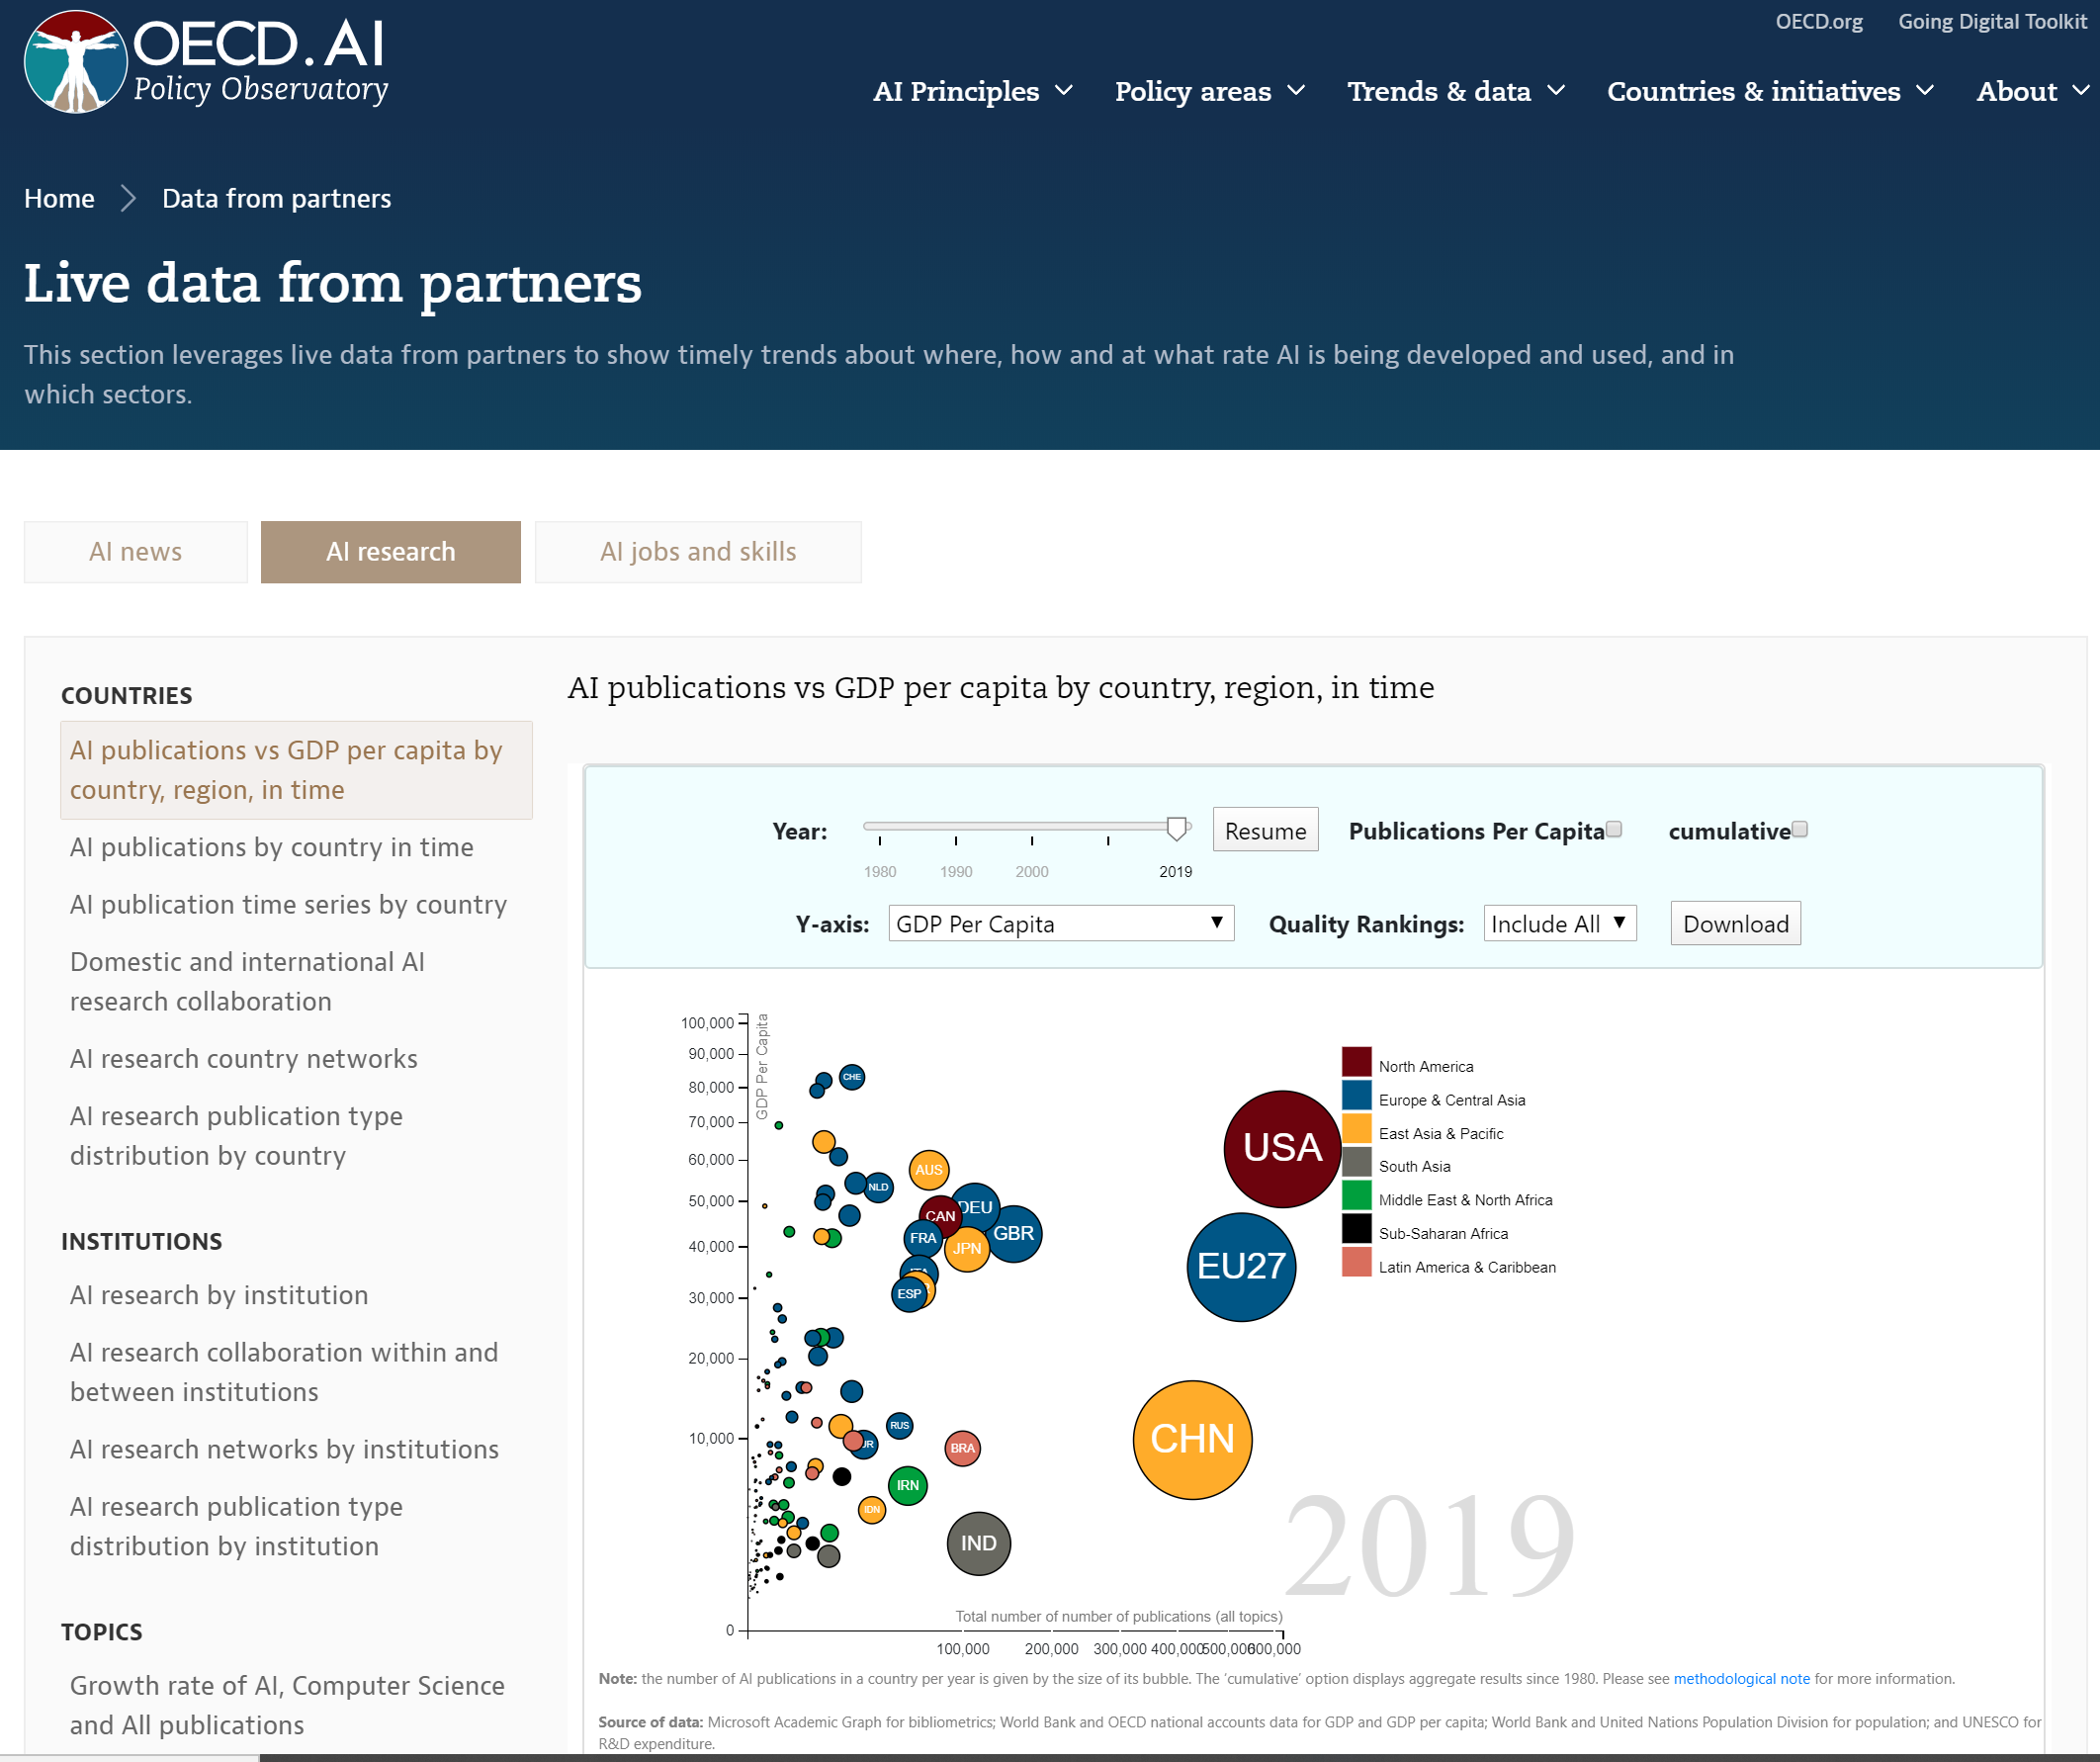 OECD.AI
Policy Observatory
OECD.org
Going Digital Toolkit
AI Principles
Policy areas
Trends & data
Countries & initiatives
About
Home
Data from partners
Live data from partners
This section leverages live data from partners to show timely trends about where, how and at what rate AI is being developed and used, and in
which sectors.
AI news
AI research
AI jobs and skills
COUNTRIES
AI publications vs GDP per capita by
country, region, in time
AI publications by country in time
AI publication time series by country
Domestic and international AI
research collaboration
AI research country networks
AI research publication type
distribution by country
INSTITUTIONS
AI research by institution
AI research collaboration within and
between institutions
AI research networks by institutions
AI research publication type
distribution by institution
TOPICS
Growth rate of AI, Computer Science
and All publications
AI publications vs GDP per capita by country, region, in time
Year:
1980
1990
2000
2019
Resume
Publications Per Capita
cumulative
Y-axis:
GDP Per Capita
Quality Rankings:
Include All
Download
100,000
90,000
80,000
70,000
60,000
50,000
40,000
30,000
20,000
10,000
0
GDP Per Capita
CHE
AUS
NLD
CAN
DEU
GBR
FRA
JPN
ESP
RUS
BRA
IRN
IDN
IND
USA
EU27
CHN
North America
Europe & Central Asia
East Asia & Pacific
South Asia
Middle East & North Africa
Sub-Saharan Africa
Latin America & Caribbean
2019
Total number of number of publications (all topics)
100,000
200,000
300,000
400,000
500,000
600,000
Note: the number of AI publications in a country per year is given by the size of its bubble. The ‘cumulative’ option displays aggregate results since 1980. Please see methodological note for more information.
Source of data: Microsoft Academic Graph for bibliometrics; World Bank and OECD national accounts data for GDP and GDP per capita; World Bank and United Nations Population Division for population; and UNESCO for
R&D expenditure.